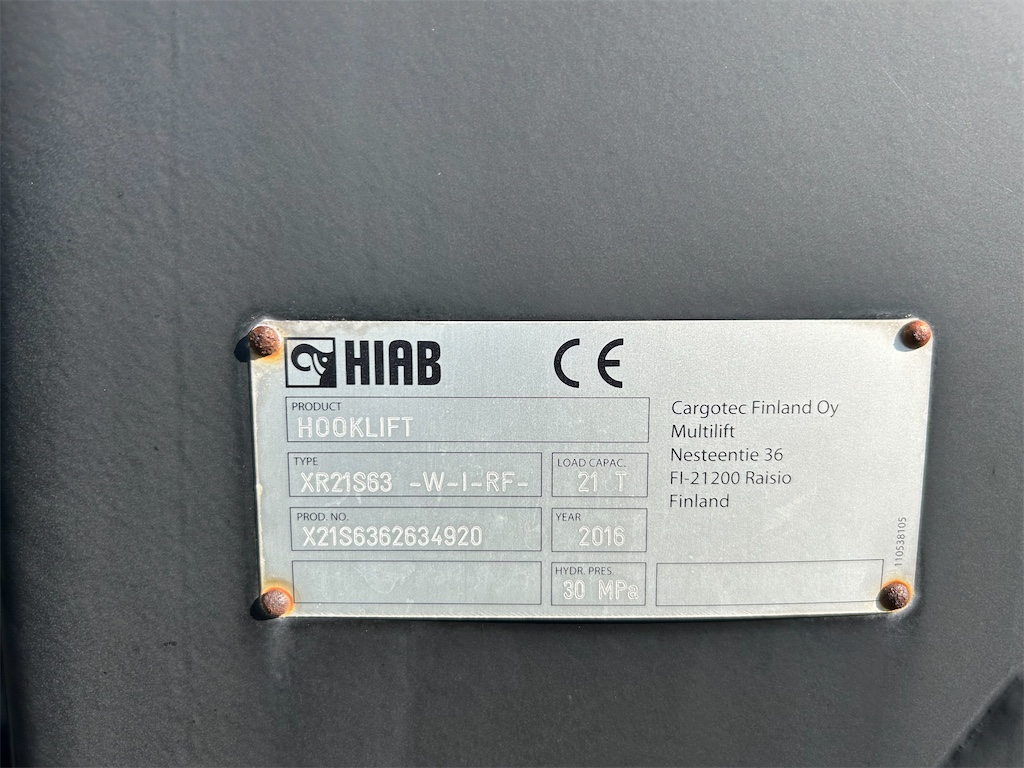 HIAB CE
PRODUCT
HOOKLIFT
TYPE
XR21S63 -W-I-RF-
LOAD CAPAC.
21 T
PROD. NO.
X21S6362634920
YEAR
2016
HYDR. PRES.
30 MPa
Cargotec Finland Oy
Multilift
Nesteentie 36
FI-21200 Raisio
Finland
110538105